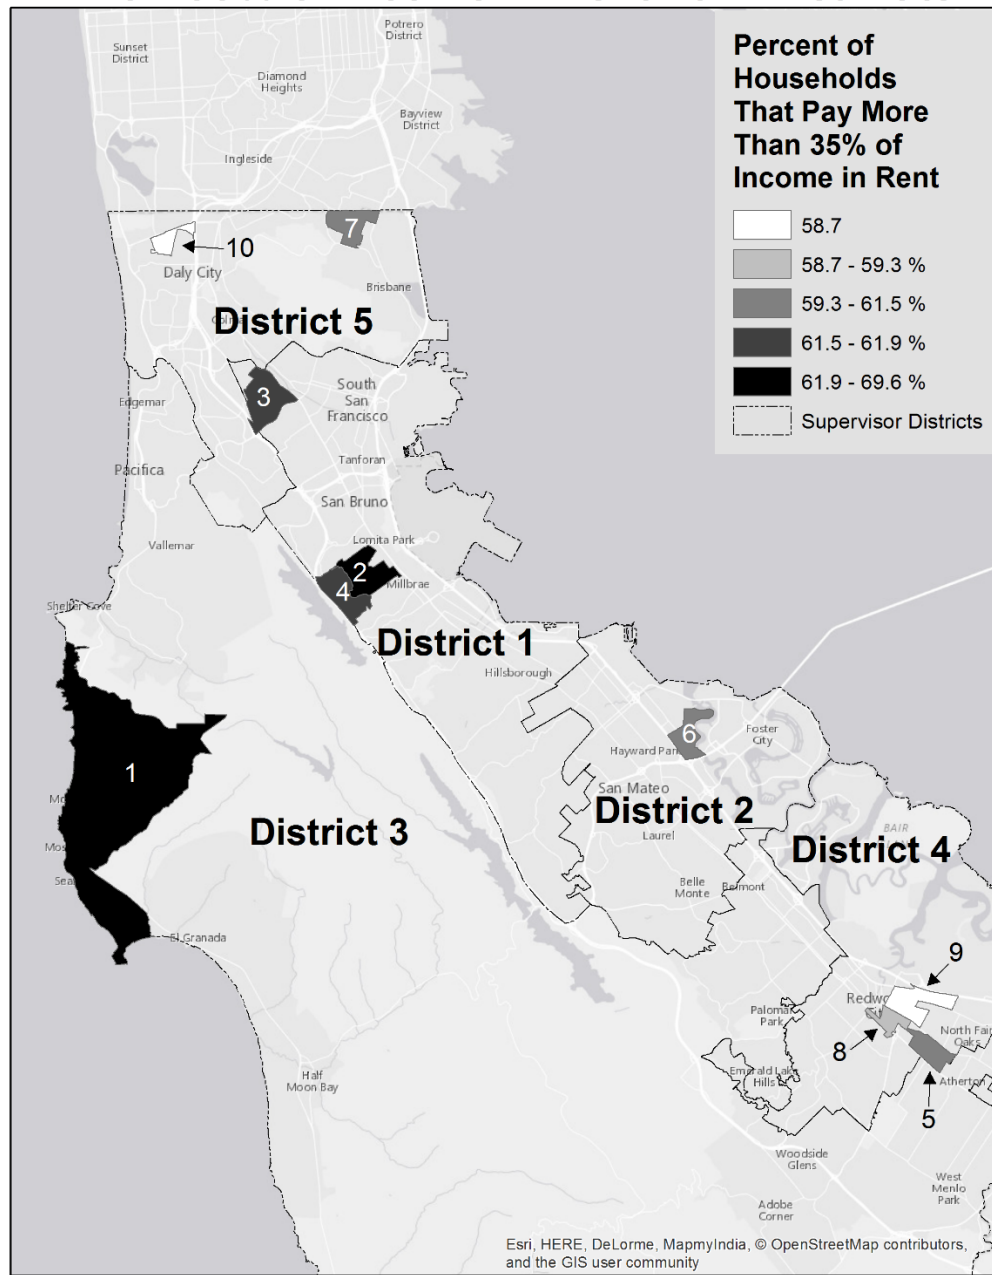 Potrero
District
Sunset
District
Diamond
Heights
Bayview
District
Ingleside
Percent of
Households
That Pay More
Than 35% of
Income in Rent
58.7
58.7 - 59.3 %
59.3 - 61.5 %
61.5 - 61.9 %
61.9 - 69.6 %
Supervisor Districts
7
10
Daly City
Brisbane
District 5
3
South
San
Francisco
Edgemar
Tanforan
Pacifica
San Bruno
Lomita Park
Vallemar
2
Millbrae
4
Shelter Cove
District 1
Hillsborough
6
Foster
City
Hayward
1
San Mateo
District 2
District 3
Laurel
BAIR
District 4
Belle
Monte
Belmont
El Granada
9
Palomar
Park
North Fair
Oaks
8
Emerald Lake
Hills
Atherton
Half
Moon Bay
5
Woodside
Glens
West
Menlo
Park
Adobe
Corner
Esri, HERE, DeLorme, MapmyIndia, © OpenStreetMap contributors,
and the GIS user community